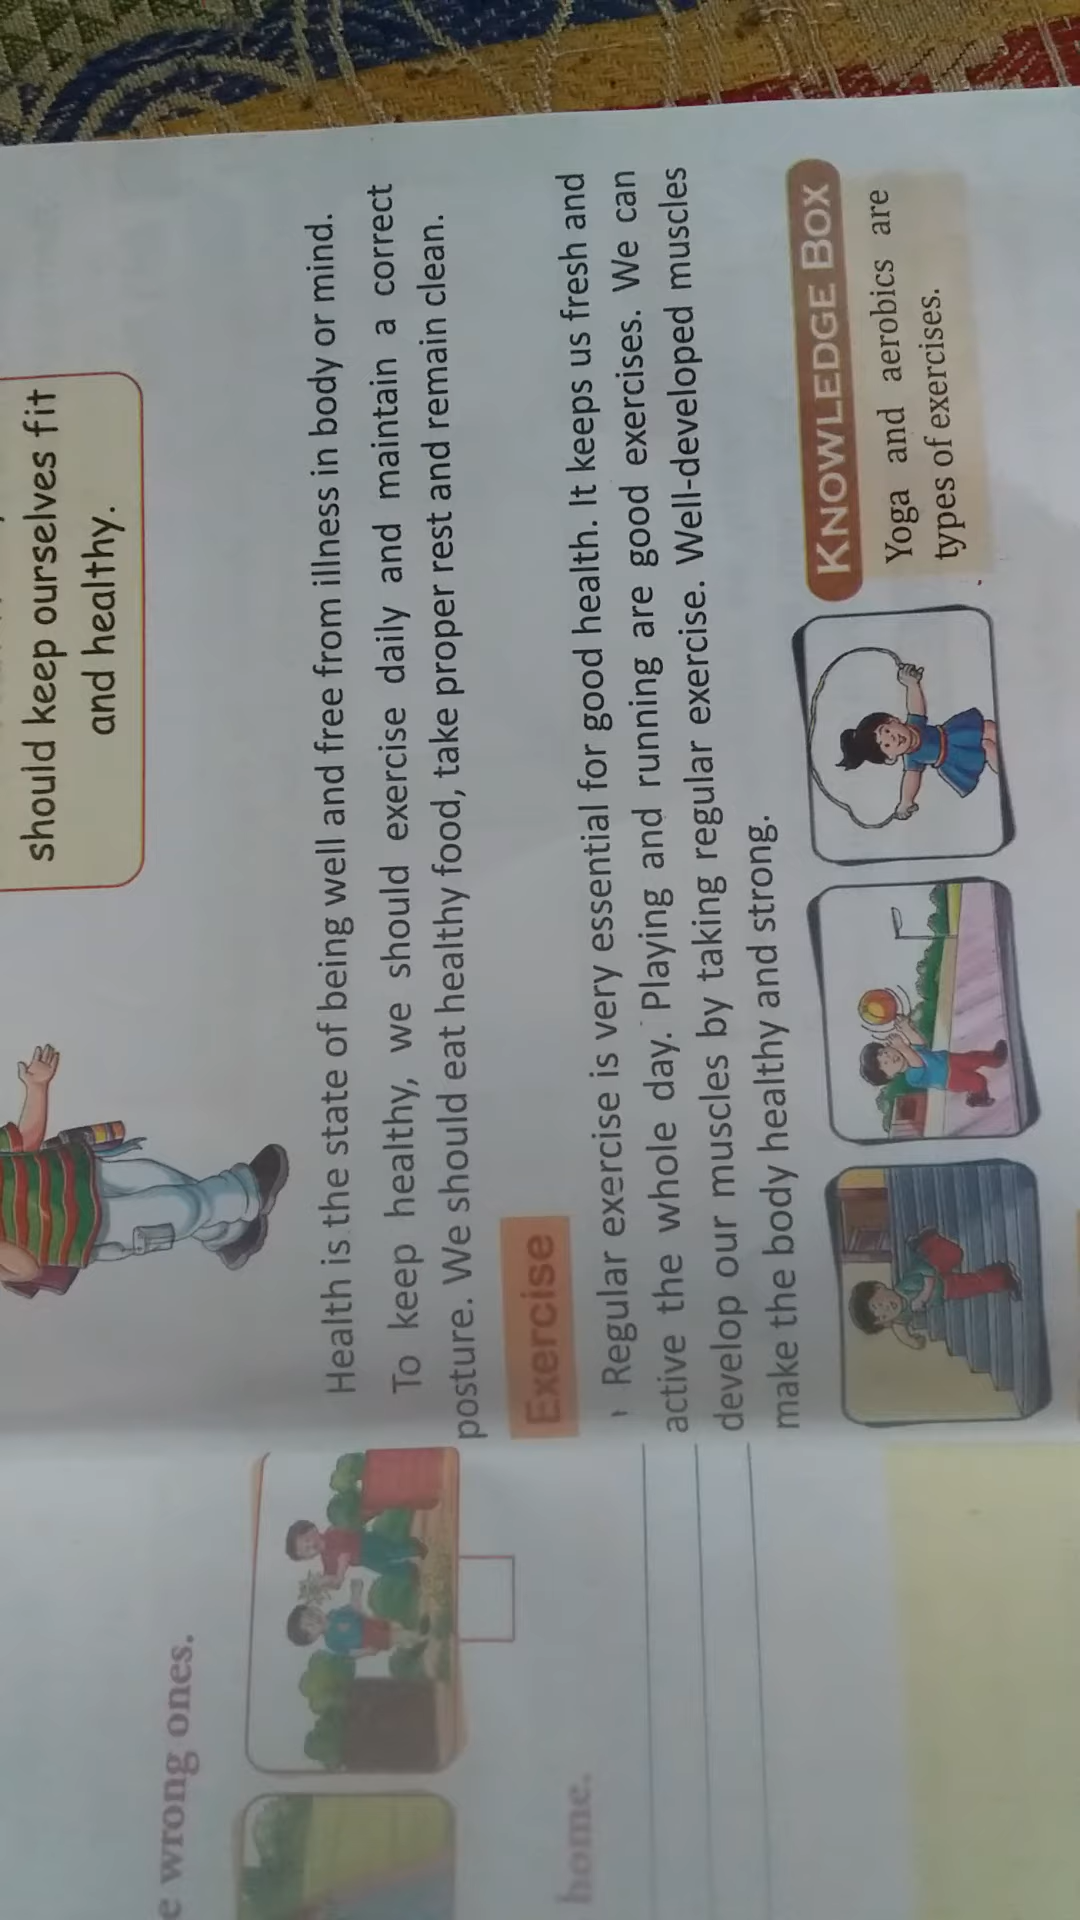 should keep ourselves fit
and healthy.
Health is the state of being well and free from illness in body or mind.
To keep healthy, we should exercise daily and maintain a correct
posture. We should eat healthy food, take proper rest and remain clean.
Exercise
Regular exercise is very essential for good health. It keeps us fresh and
active the whole day. Playing and running are good exercises. We can
develop our muscles by taking regular exercise. Well-developed muscles
make the body healthy and strong.
KNOWLEDGE BOX
Yoga and aerobics are
types of exercises.
wrong ones.
home.